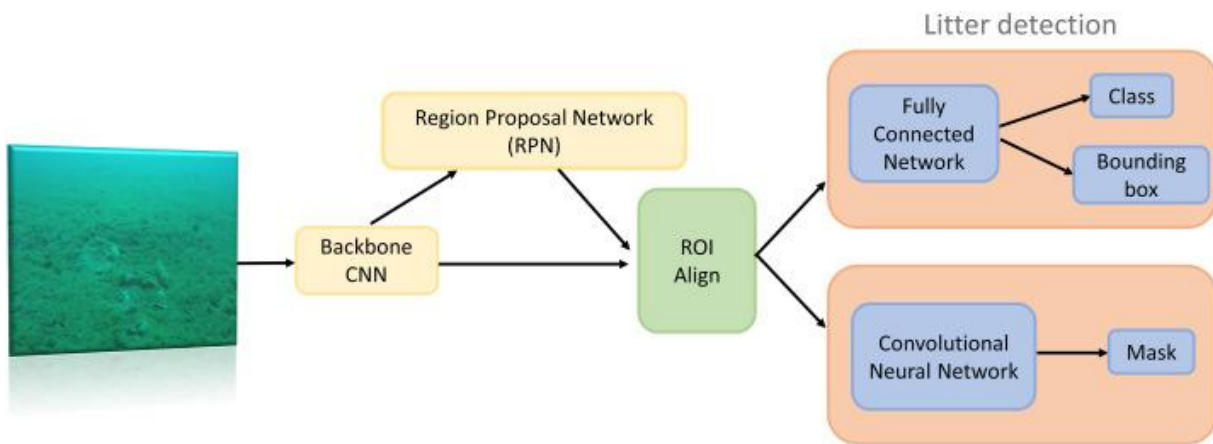 Litter detection
Region Proposal Network
(RPN)
Backbone
CNN
ROI
Align
Fully
Connected
Network
Class
Bounding
box
Convolutional
Neural Network
Mask